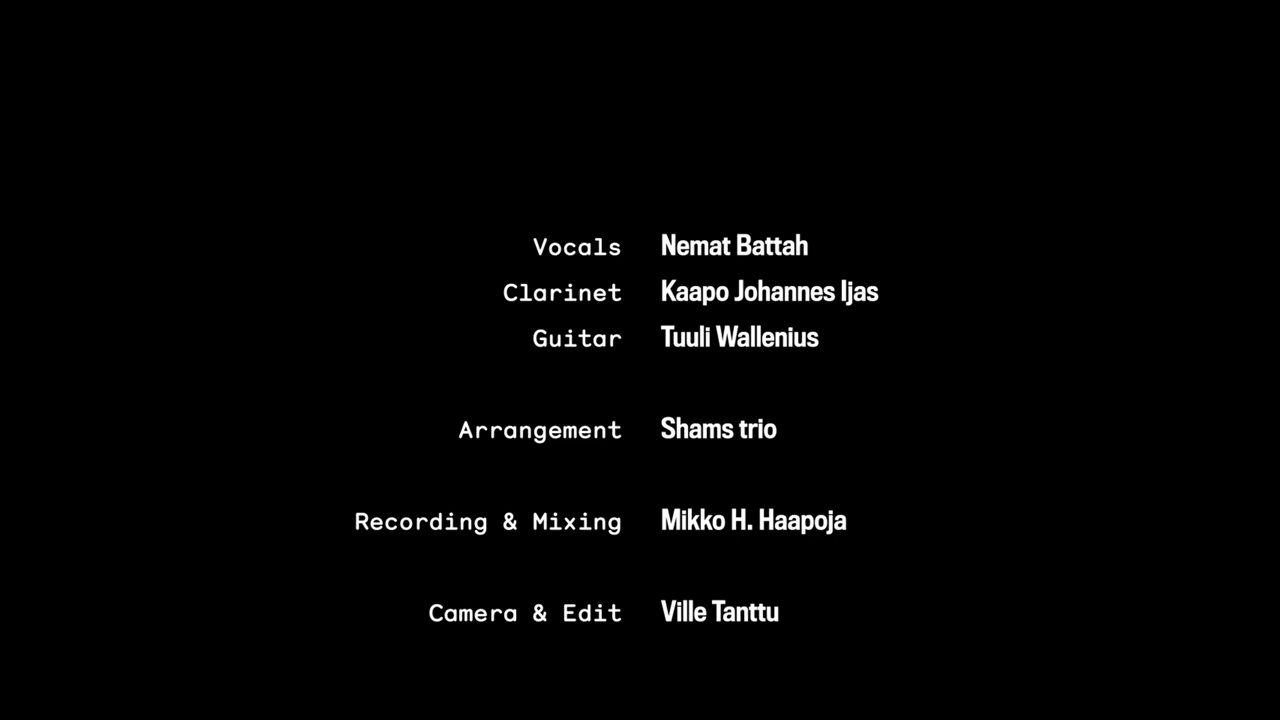 Vocals Nemat Battah
Clarinet Kaapo Johannes Ijas
Guitar Tuuli Wallenius
Arrangement Shams trio
Recording & Mixing Mikko H. Haapoja
Camera & Edit Ville Tanttu